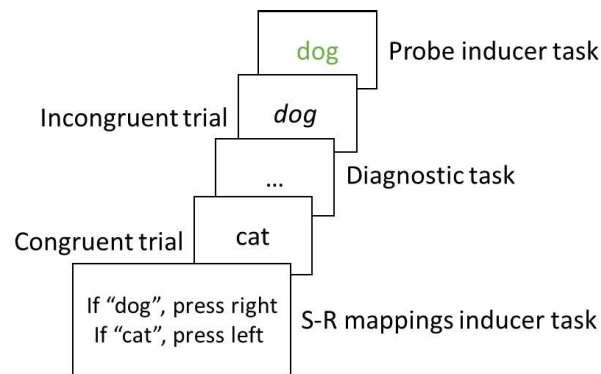 dog
Probe inducer task
Incongruent trial
dog
...
Diagnostic task
Congruent trial
cat
If “dog”, press right
If “cat”, press left
S-R mappings inducer task